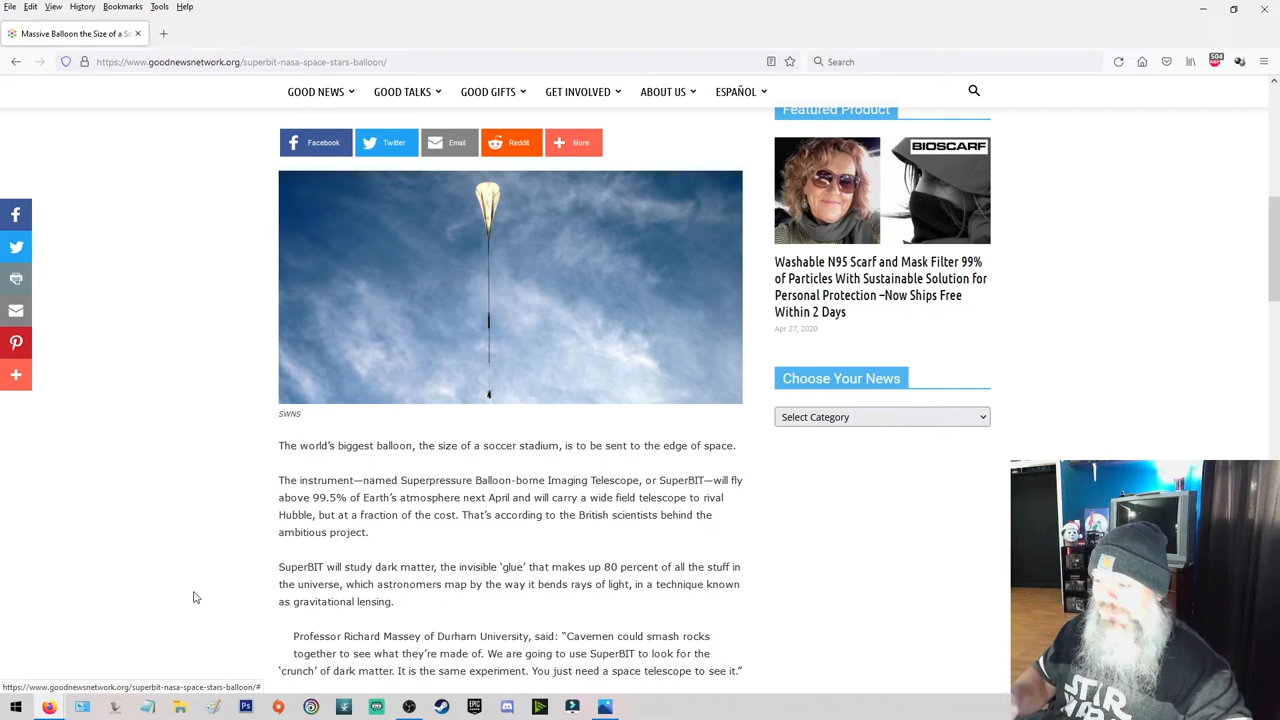 File Edit View History Bookmarks Tools Help
Massive Balloon the Size of a So
https://www.goodnewsnetwork.org/superbit-nasa-space-stars-balloon/
Search
504
GOOD NEWS GOOD TALKS GOOD GIFTS GET INVOLVED ABOUT US ESPAÑOL
Facebook Twitter Email Reddit More
SWNS
The world's biggest balloon, the size of a soccer stadium, is to be sent to the edge of space.
The instrument—named Superpressure Balloon-borne Imaging Telescope, or SuperBIT—will fly
above 99.5% of Earth's atmosphere next April and will carry a wide field telescope to rival
Hubble, but at a fraction of the cost. That's according to the British scientists behind the
ambitious project.
SuperBIT will study dark matter, the invisible 'glue' that makes up 80 percent of all the stuff in
the universe, which astronomers map by the way it bends rays of light, in a technique known
as gravitational lensing.
Professor Richard Massey of Durham University, said: “Cavemen could smash rocks
together to see what they're made of. We are going to use SuperBIT to look for the
'crunch' of dark matter. It is the same experiment. You just need a space telescope to see it.”
Featured Product
BIOSCARF
Washable N95 Scarf and Mask Filter 99%
of Particles With Sustainable Solution for
Personal Protection –Now Ships Free
Within 2 Days
Apr 27, 2020
Choose Your News
Select Category
STAR
https://www.goodnewsnetwork.org/superbit-nasa-space-stars-balloon/#